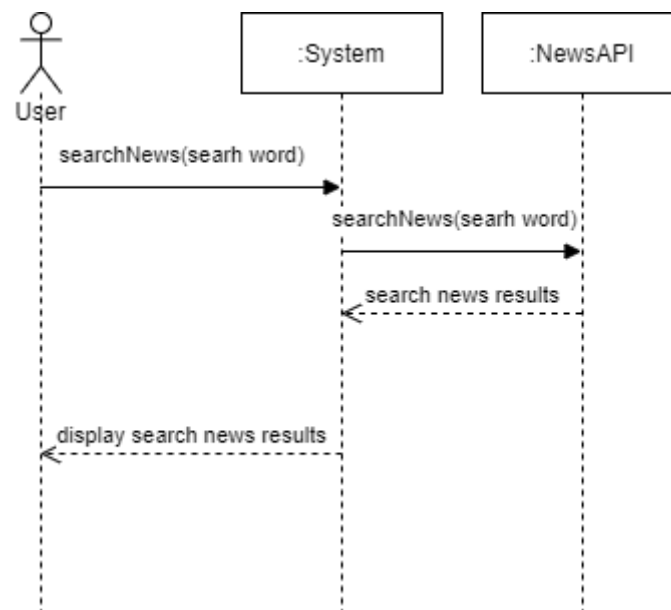 :System
:NewsAPI
User
searchNews(searh word)
searchNews(searh word)
search news results
display search news results